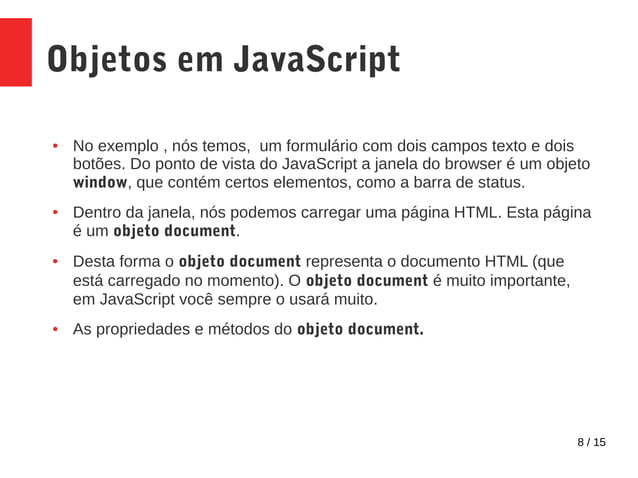 Objetos em JavaScript
• No exemplo , nós temos,  um formulário com dois campos texto e dois
botões. Do ponto de vista do JavaScript a janela do browser é um objeto
window, que contém certos elementos, como a barra de status.
• Dentro da janela, nós podemos carregar uma página HTML. Esta página
é um objeto document.
• Desta forma o objeto document representa o documento HTML (que
está carregado no momento). O objeto document é muito importante,
em JavaScript você sempre o usará muito.
• As propriedades e métodos do objeto document.
8 / 15